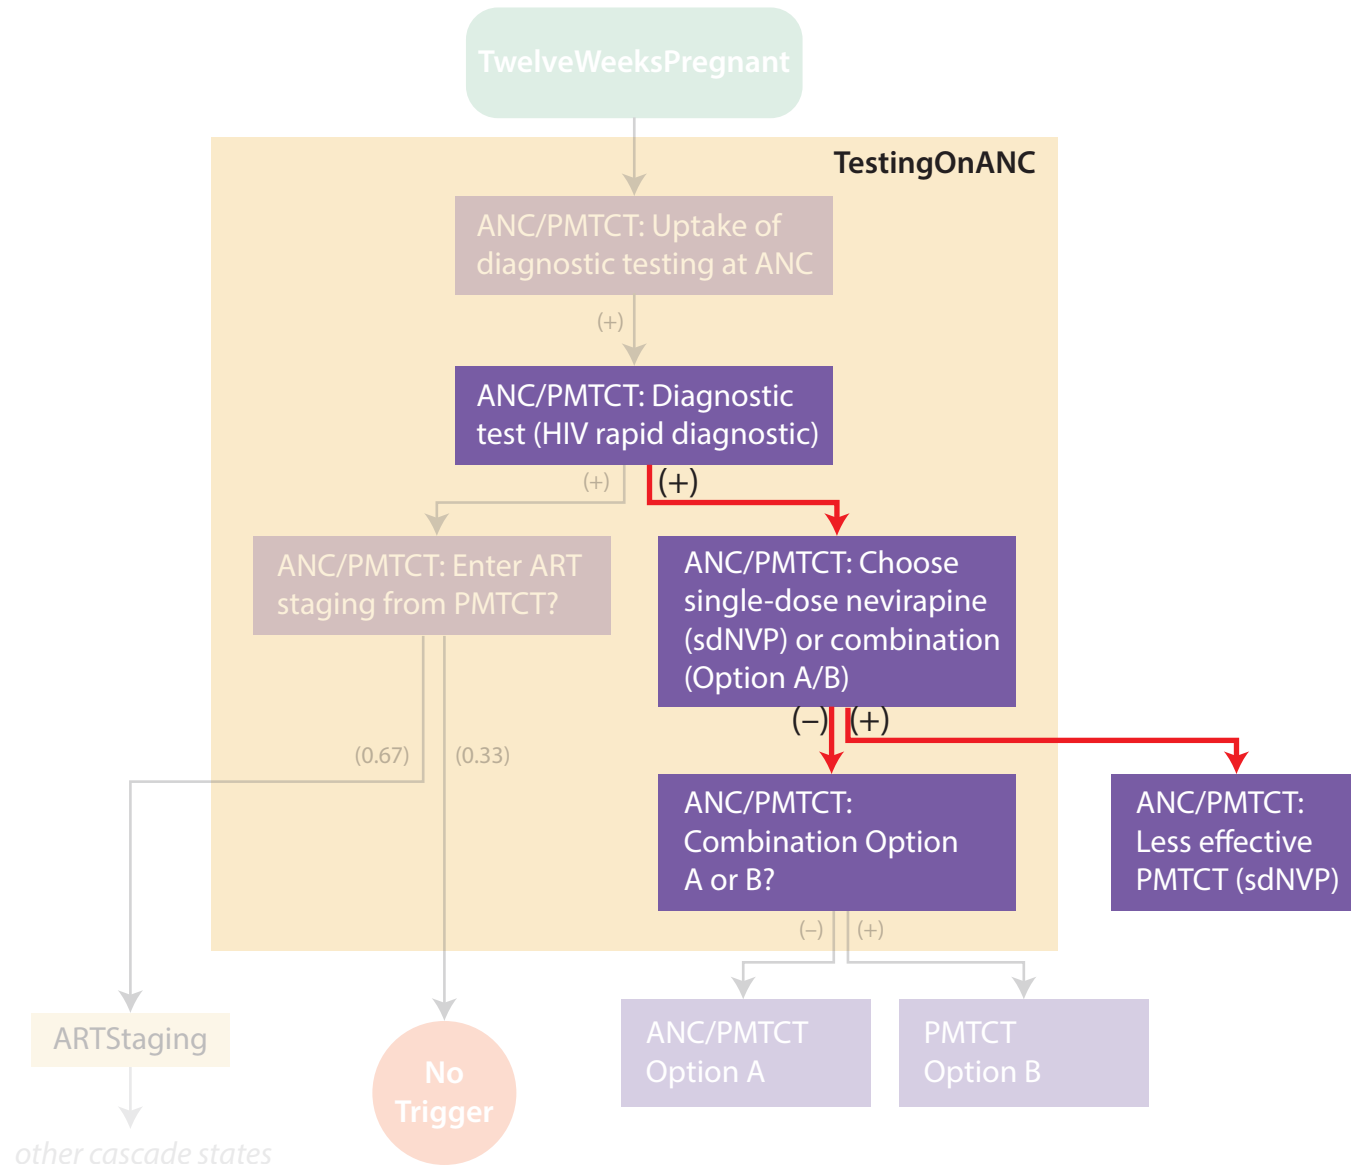 TwelveWeeksPregnant
TestingOnANC
ANC/PMTCT: Uptake of
diagnostic testing at ANC
(+)
ANC/PMTCT: Diagnostic
test (HIV rapid diagnostic)
(+)
(+)
ANC/PMTCT: Enter ART
staging from PMTCT?
ANC/PMTCT: Choose
single-dose nevirapine
(sdNVP) or combination
(Option A/B)
(–)
(+)
(0.67)
(0.33)
ANC/PMTCT:
Combination Option
A or B?
ANC/PMTCT:
Less effective
PMTCT (sdNVP)
(–)
(+)
ARTStaging
No
Trigger
ANC/PMTCT
Option A
PMTCT
Option B
other cascade states